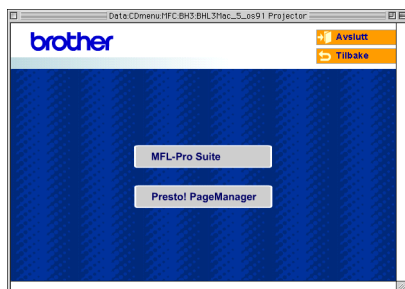 Data:CDmenu:MFC:BH3:BHL3Mac_5_os91 Projector
brother
Avslutt
Tilbake
MFL-Pro Suite
Presto! PageManager